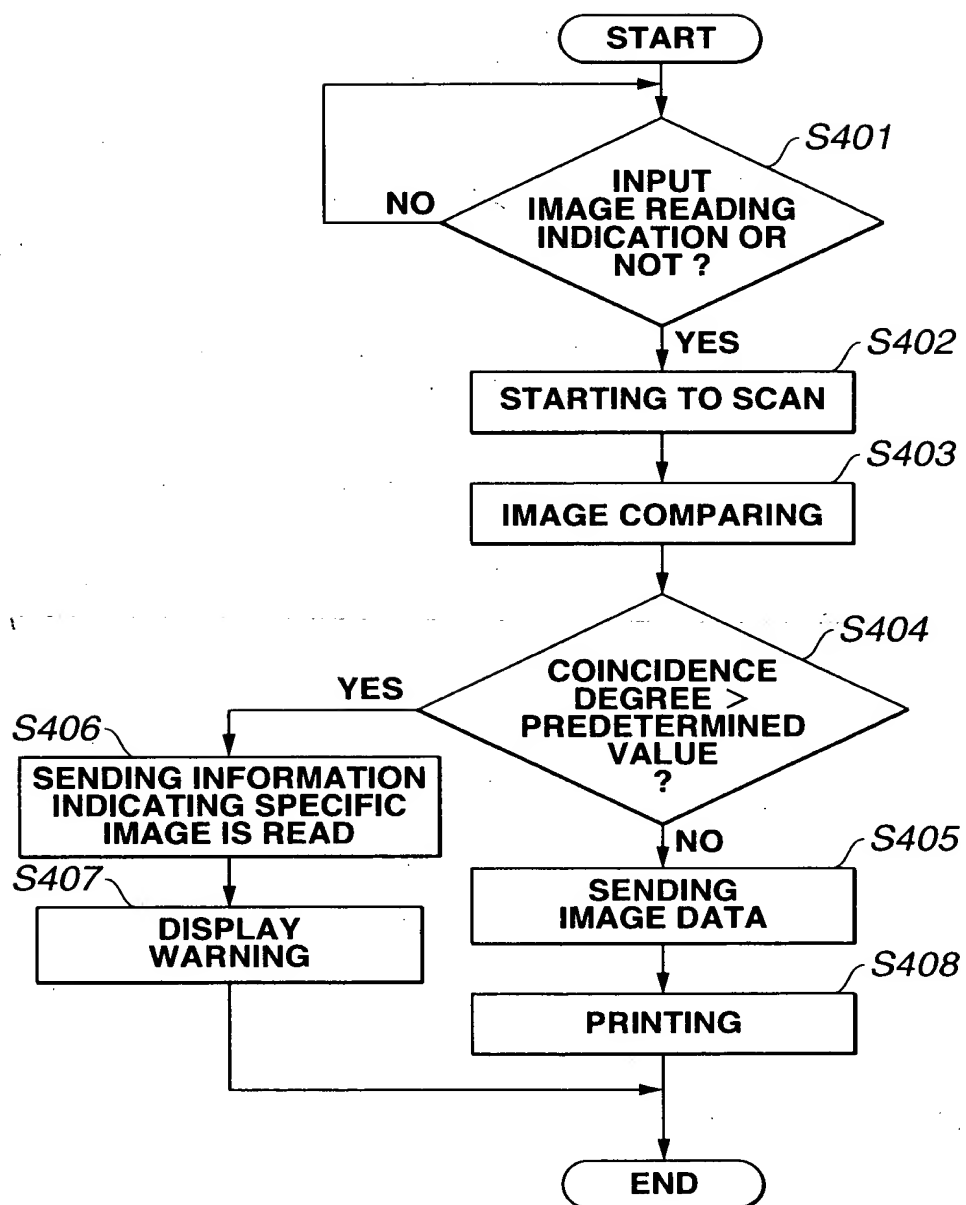 START
S401
INPUT
IMAGE READING
INDICATION OR
NOT ?
NO
YES
S402
STARTING TO SCAN
S403
IMAGE COMPARING
S404
COINCIDENCE
DEGREE >
PREDETERMINED
VALUE
?
YES
S406
SENDING INFORMATION
INDICATING SPECIFIC
IMAGE IS READ
S407
DISPLAY
WARNING
NO
S405
SENDING
IMAGE DATA
S408
PRINTING
END